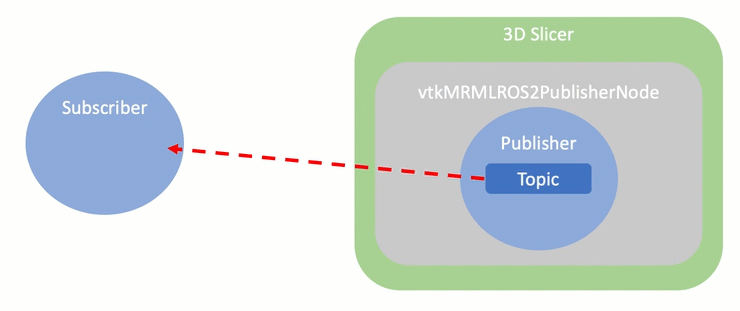 3D Slicer
vtkMRMLROS2PublisherNode
Subscriber
Publisher
Topic